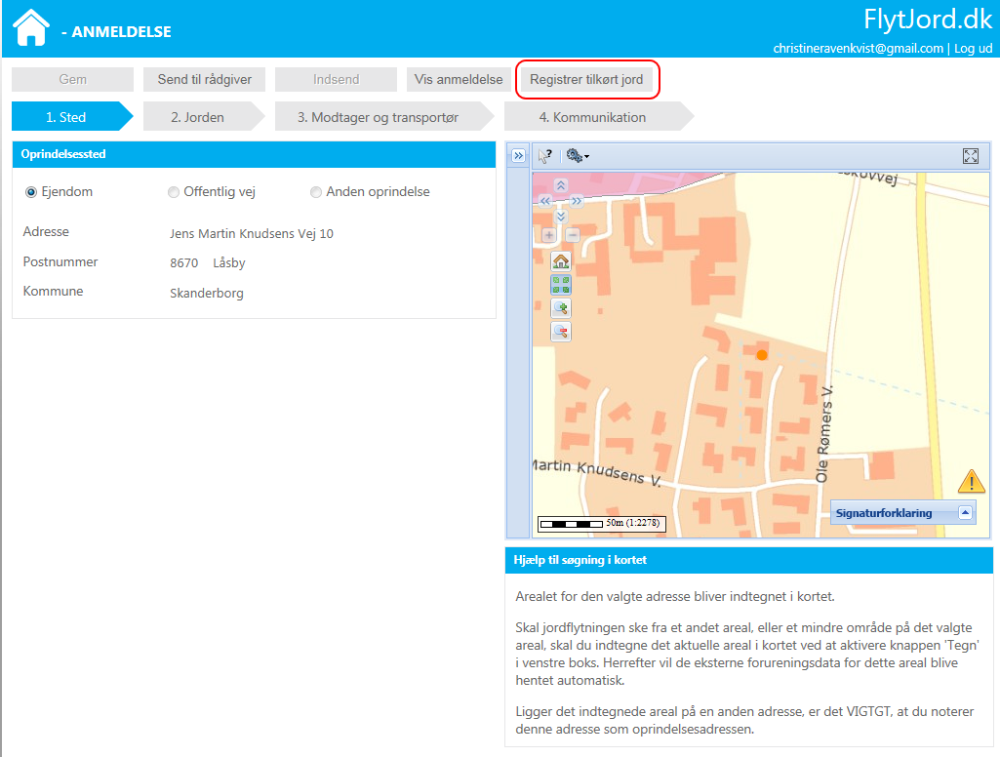 - ANMELDELSE
FlytJord.dk
christineravenkvist@gmail.com | Log ud
Gem
Send til rådgiver
Indsend
Vis anmeldelse
Registrer tilkørt jord
1. Sted
2. Jorden
3. Modtager og transportør
4. Kommunikation
Oprindelsessted
Ejendom
Offentlig vej
Anden oprindelse
Adresse
Jens Martin Knudsens Vej 10
Postnummer
8670 Låsby
Kommune
Skanderborg
skovvej
Ole Rømers V.
Martin Knudsens V.
Signaturforklaring
50m (1:2278)
Hjælp til søgning i kortet
Arealet for den valgte adresse bliver indtegnet i kortet.
Skal jordflytningen ske fra et andet areal, eller et mindre område på det valgte
areal, skal du indtegne det aktuelle areal i kortet ved at aktivere knappen 'Tegn'
i venstre boks. Herrefter vil de eksterne forureningsdata for dette areal blive
hentet automatisk.
Ligger det indtegnede areal på en anden adresse, er det VIGTGT, at du noterer
denne adresse som oprindelsesadressen.